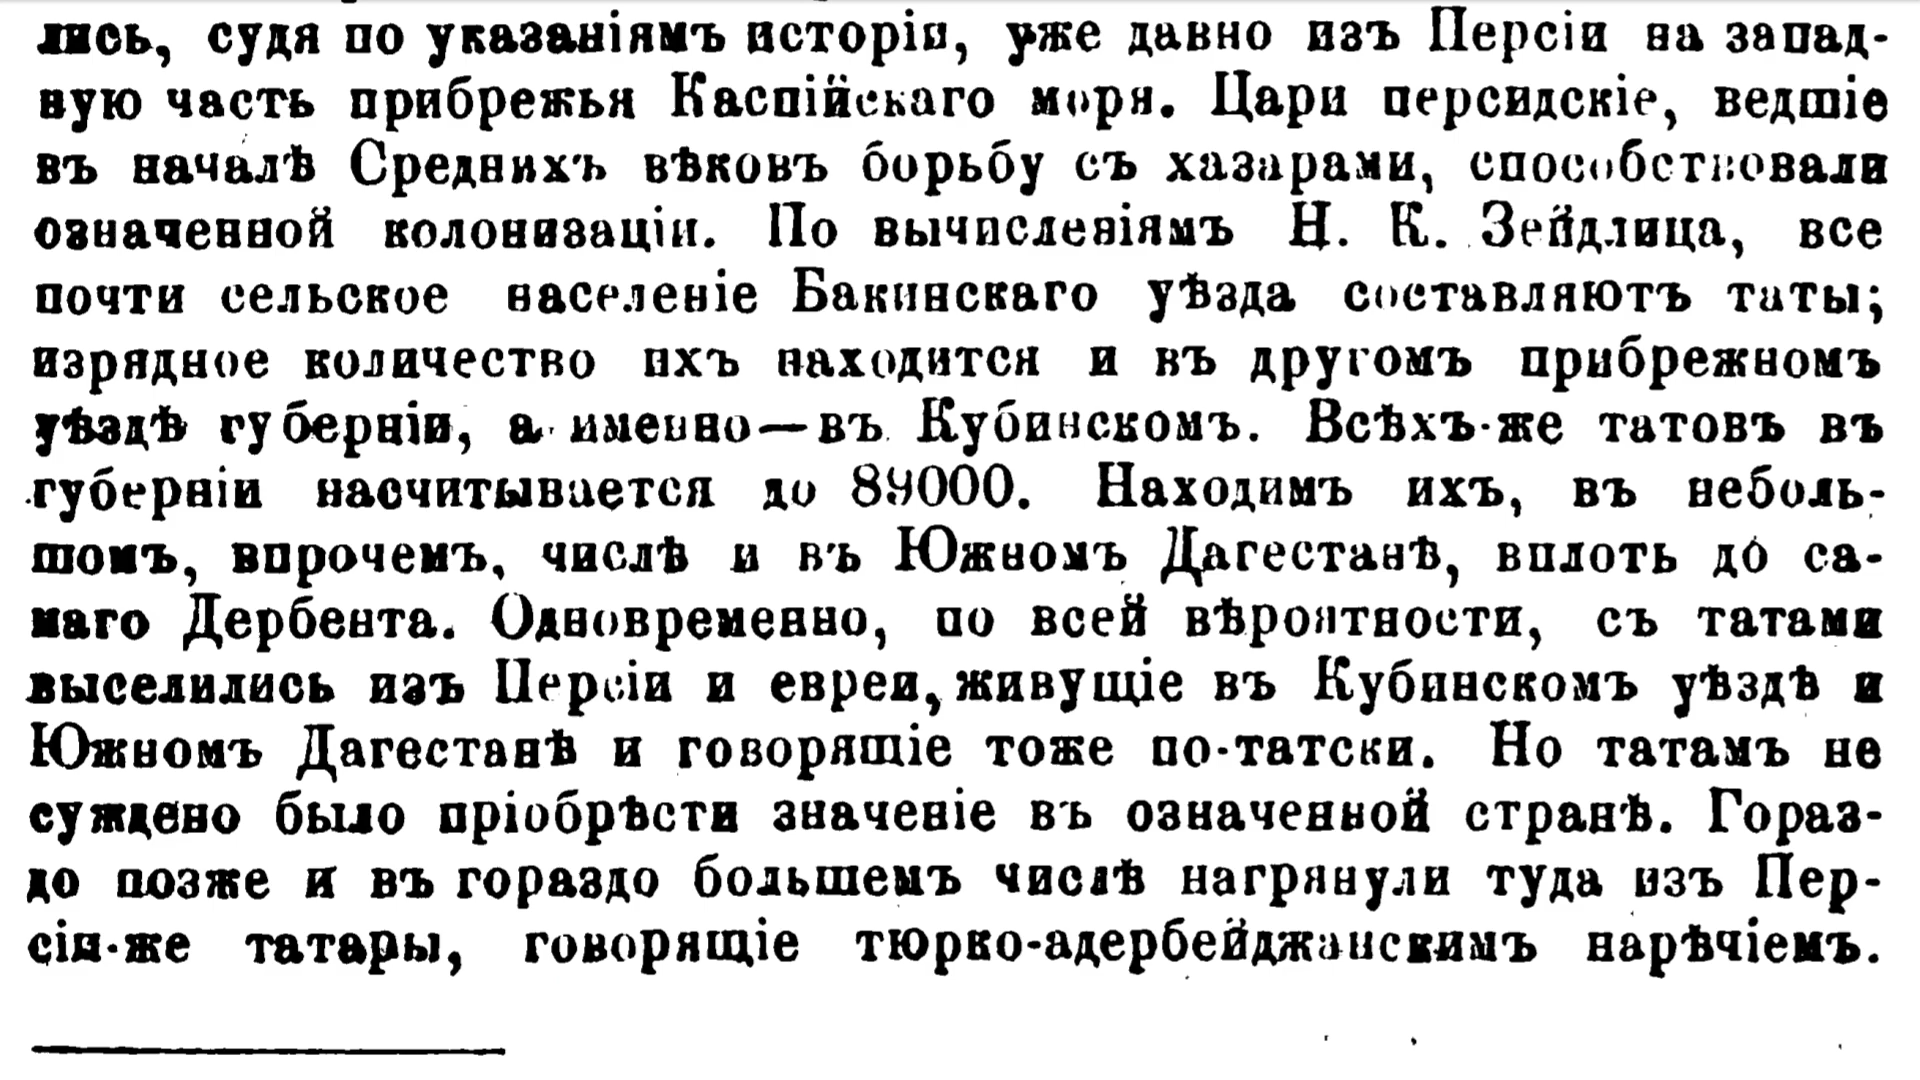 лись, судя по указаніямъ исторіи, уже давно изъ Персіи на запад-
ную часть прибрежья Каспійскаго моря. Цари персидскіе, ведшіе
въ началѣ Среднихъ вѣковъ борьбу съ хазарами, способствовали
означенной колонизаціи. По вычисленіямъ Н. К. Зейдлица, все
почти сельское населеніе Бакинскаго уѣзда составляютъ таты;
изрядное количество ихъ находится и въ другомъ прибрежномъ
уѣздѣ губерніи, а именно—въ Кубинскомъ. Всѣхъ-же татовъ въ
губерніи насчитывается до 89000. Находимъ ихъ, въ неболь-
шомъ, впрочемъ, числѣ и въ Южномъ Дагестанѣ, вплоть до са-
маго Дербента. Одновременно, по всей вѣроятности, съ татами
выселились изъ Персіи и евреи, живущіе въ Кубинскомъ уѣздѣ и
Южномъ Дагестанѣ и говорящіе тоже по-татски. Но татамъ не
суждено было пріобрѣсти значеніе въ означенной странѣ. Гораз-
до позже и въ гораздо большемъ числѣ нагрянули туда изъ Пер-
сіи-же татары, говорящіе тюрко-адербейджанскимъ нарѣчіемъ.